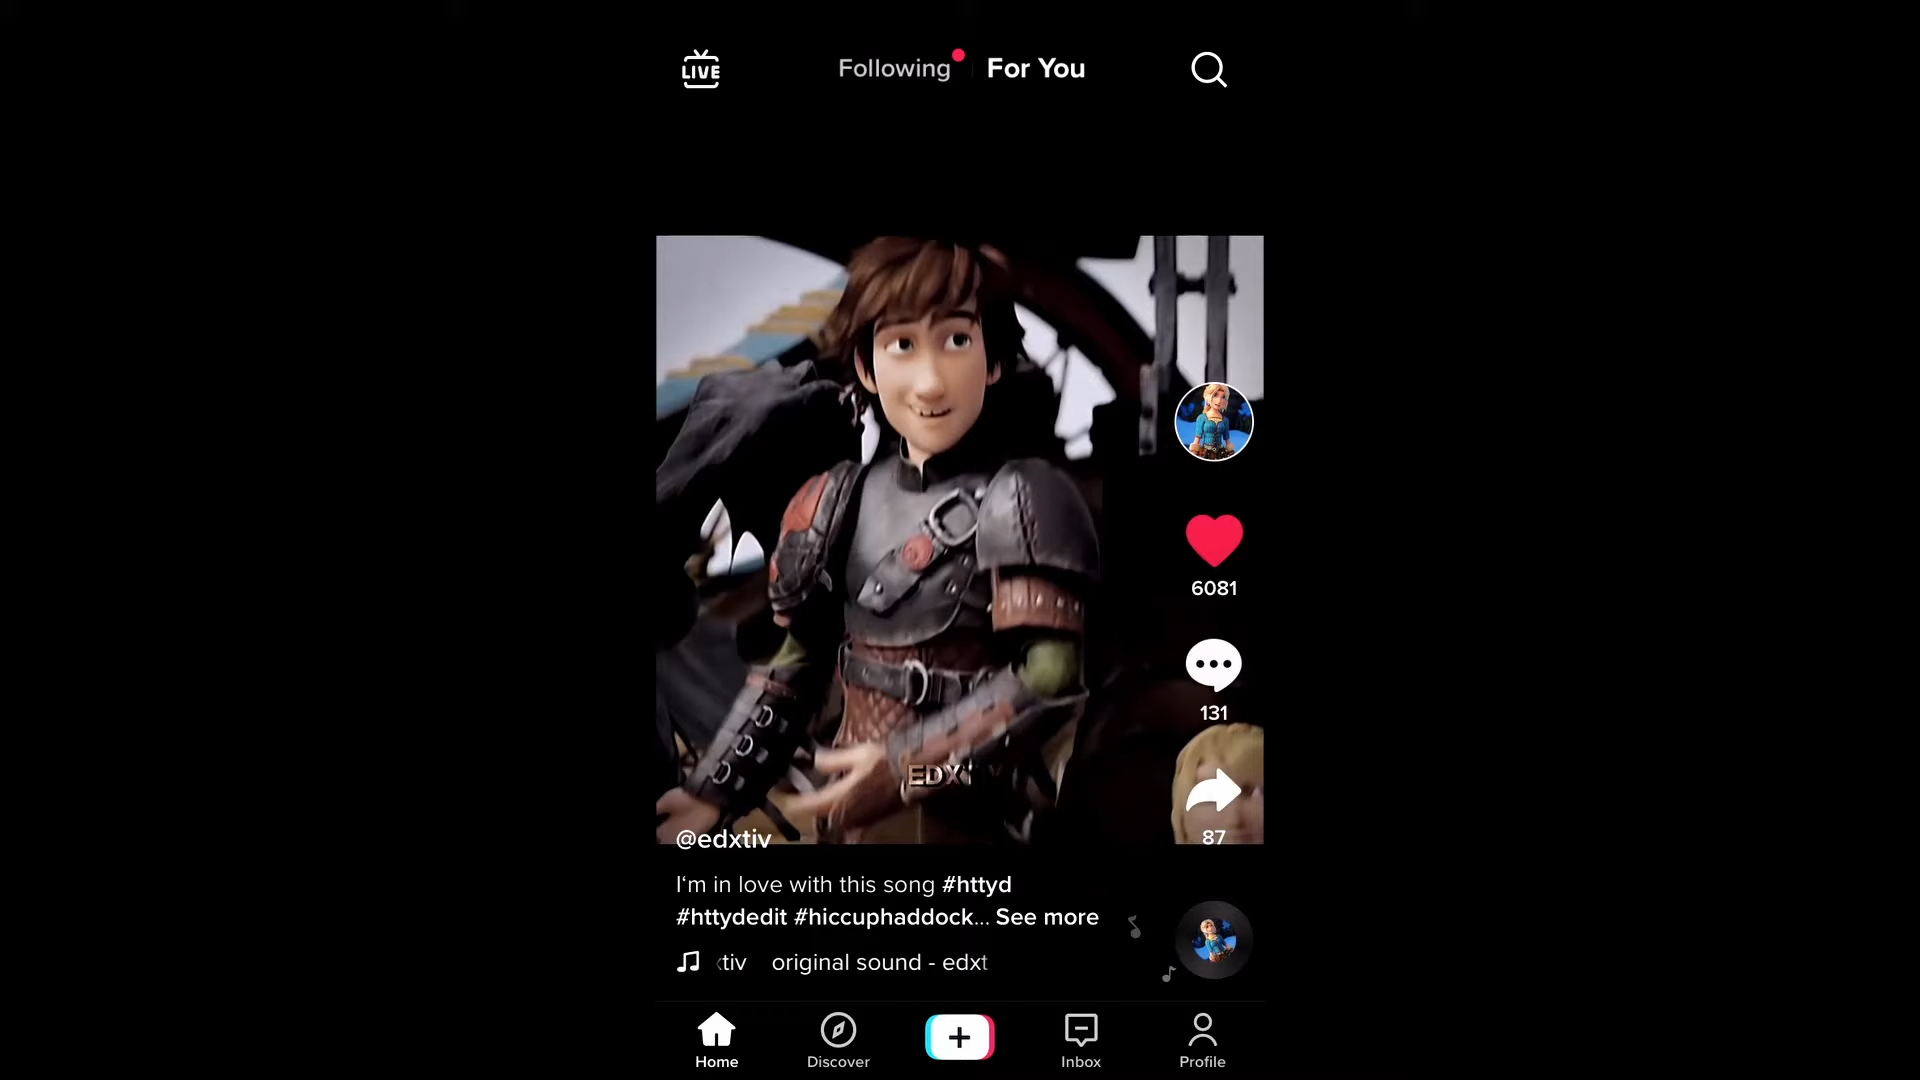 LIVE
Following
For You
6081
131
87
@edxtiv
I'm in love with this song #httyd
#httydedit #hiccuphaddock... See more
tiv original sound - edxt
Home
Discover
Inbox
Profile